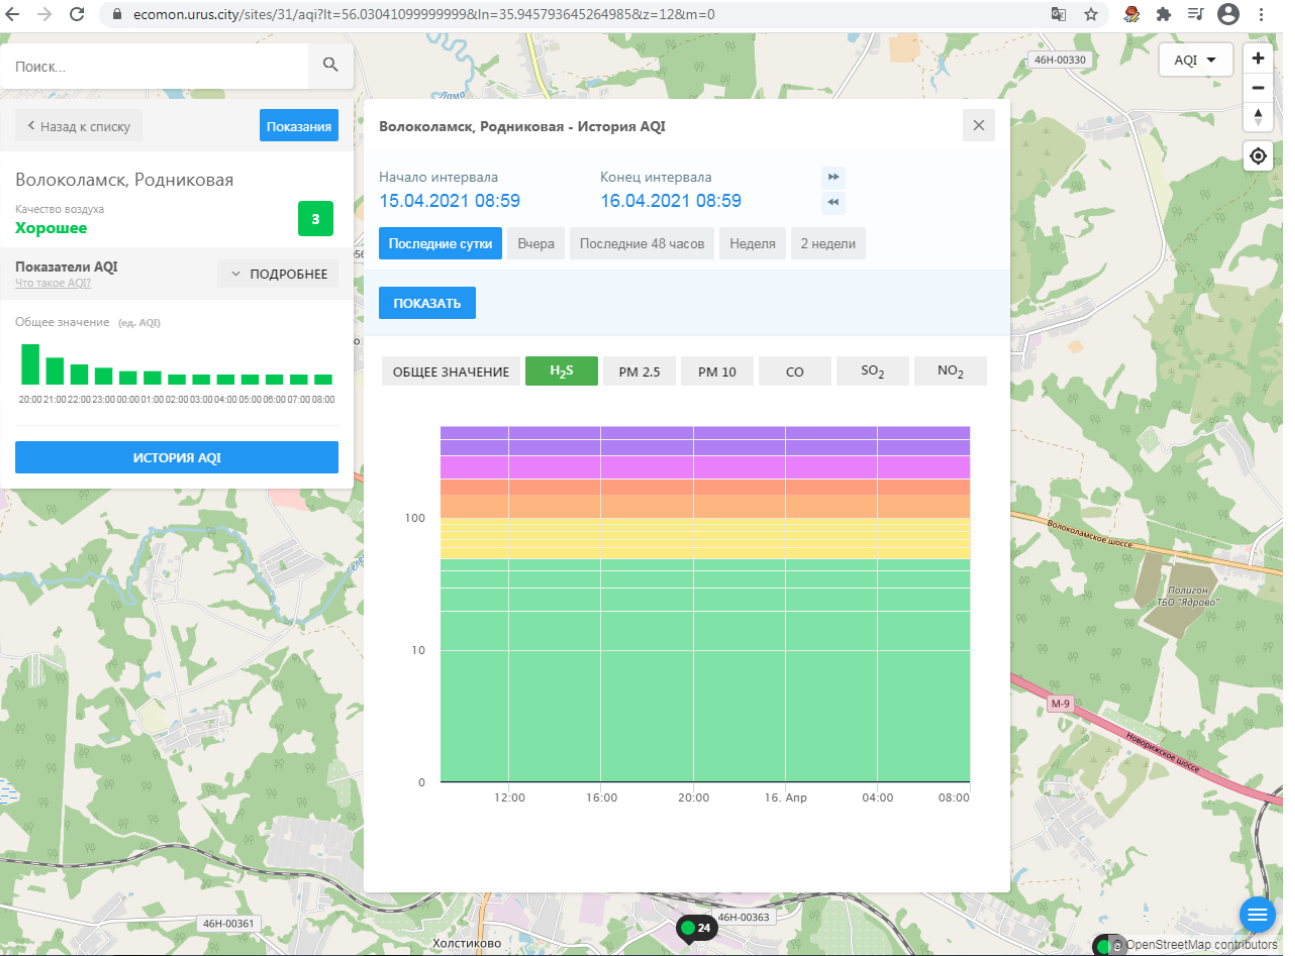 ecomon.urus.city/sites/31/aqi?lt=56.03041099999999&ln=35.945793645264985&z=12&m=0
Поиск...
46Н-00330
AQI
Назад к списку
Показания
Волоколамск, Родниковая - История AQI
Волоколамск, Родниковая
Качество воздуха
Хорошее
3
Начало интервала
Конец интервала
15.04.2021 08:59
16.04.2021 08:59
Последние сутки
Вчера
Последние 48 часов
Неделя
2 недели
Показатели AQI
Что такое AQI?
ПОДРОБНЕЕ
ПОКАЗАТЬ
Общее значение (ед. AQI)
20:00 21:00 22:00 23:00 00:00 01:00 02:00 03:00 04:00 05:00 06:00 07:00 08:00
ИСТОРИЯ AQI
ОБЩЕЕ ЗНАЧЕНИЕ
H2S
PM 2.5
PM 10
CO
SO2
NO2
100
10
0
12:00
16:00
20:00
16. Апр
04:00
08:00
Волоколамское шоссе
Полигон
ТБО "Ядрово"
М-9
Новорижское шоссе
Лама
46Н-00361
46Н-00363
24
Холстиково
© OpenStreetMap contributors